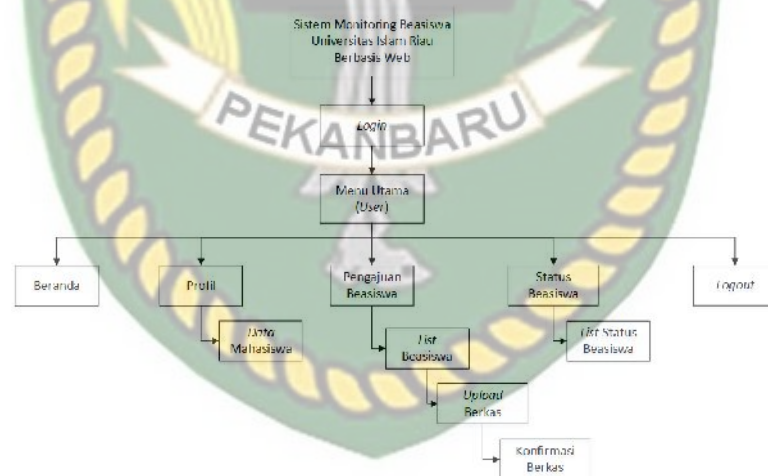 Sistem Monitoring Beasiswa
Universitas Islam Riau
Berbasis Web
PEKANBARU
Login
Menu Utama
(User)
Beranda
Profil
Pengajuan
Beasiswa
Status
Beasiswa
Logout
Data
Mahasiswa
List
Beasiswa
List Status
Beasiswa
Upload
Berkas
Konfirmasi
Berkas